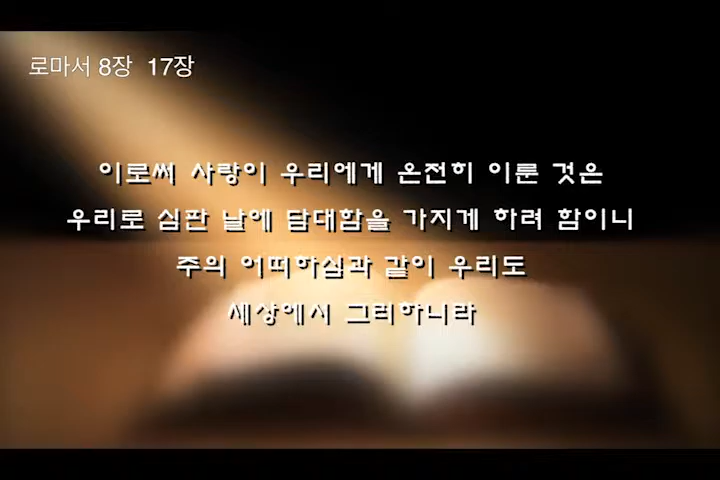 로마서 8장 17장
이로써 사랑이 우리에게 온전히 이룬 것은
우리로 심판 날에 담대함을 가지게 하려 함이니
주의 어떠하심과 같이 우리도
세상에서 그러하니라